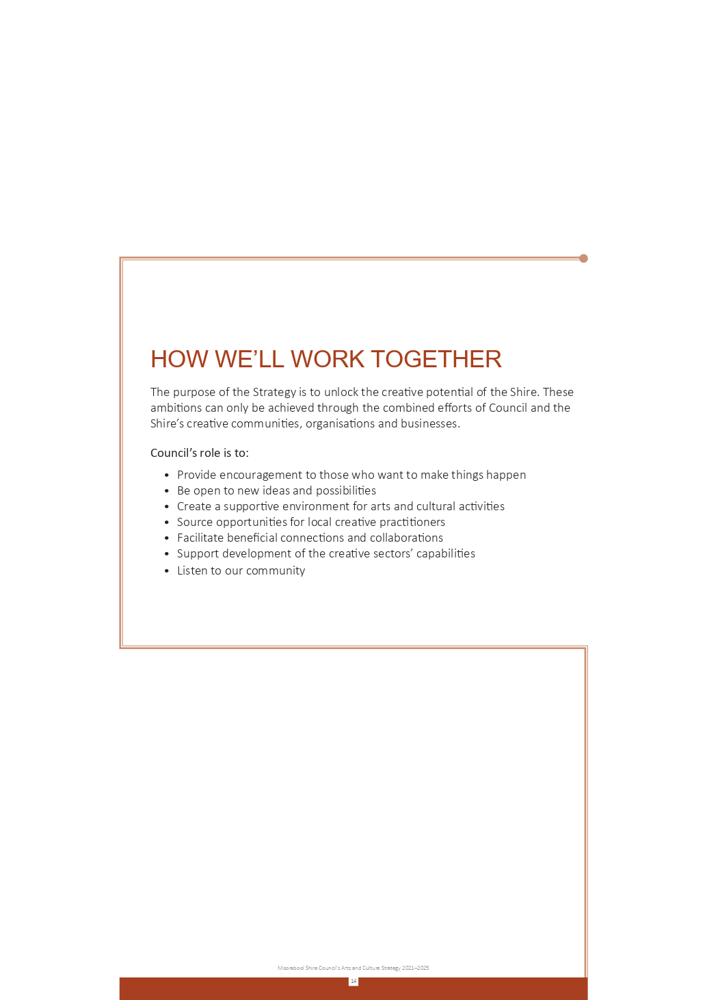 HOW WE’LL WORK TOGETHER
The purpose of the Strategy is to unlock the creative potential of the Shire. These
ambitions can only be achieved through the combined efforts of Council and the
Shire’s creative communities, organisations and businesses.
Council’s role is to:
• Provide encouragement to those who want to make things happen
• Be open to new ideas and possibilities
• Create a supportive environment for arts and cultural activities
• Source opportunities for local creative practitioners
• Facilitate beneficial connections and collaborations
• Support development of the creative sectors’ capabilities
• Listen to our community
Moorabool Shire Council’s Arts and Culture Strategy 2021–2025
14